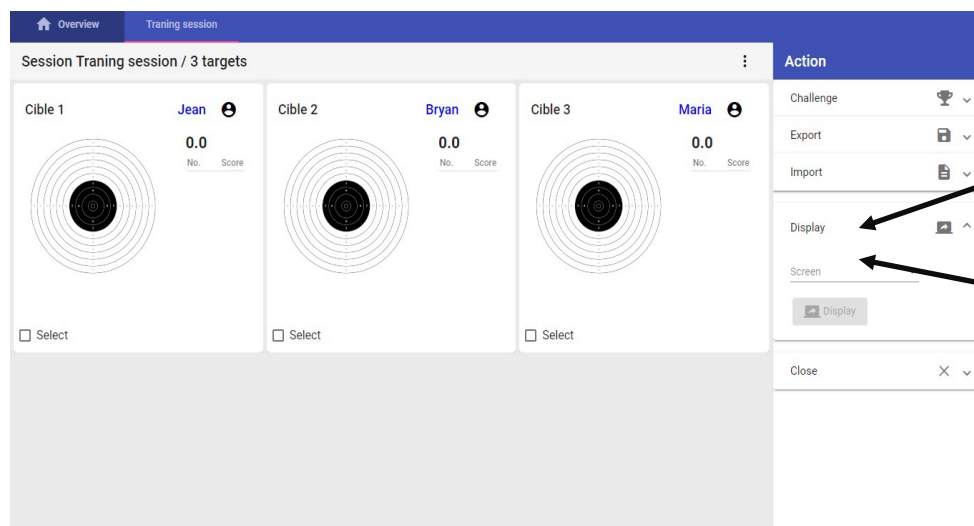 Overview
Traning session
Session Traning session / 3 targets
Cible 1
Jean
0.0
No. Score
Select
Cible 2
Bryan
0.0
No. Score
Select
Cible 3
Maria
0.0
No. Score
Select
Action
Challenge
Export
Import
Display
Screen
Display
Close